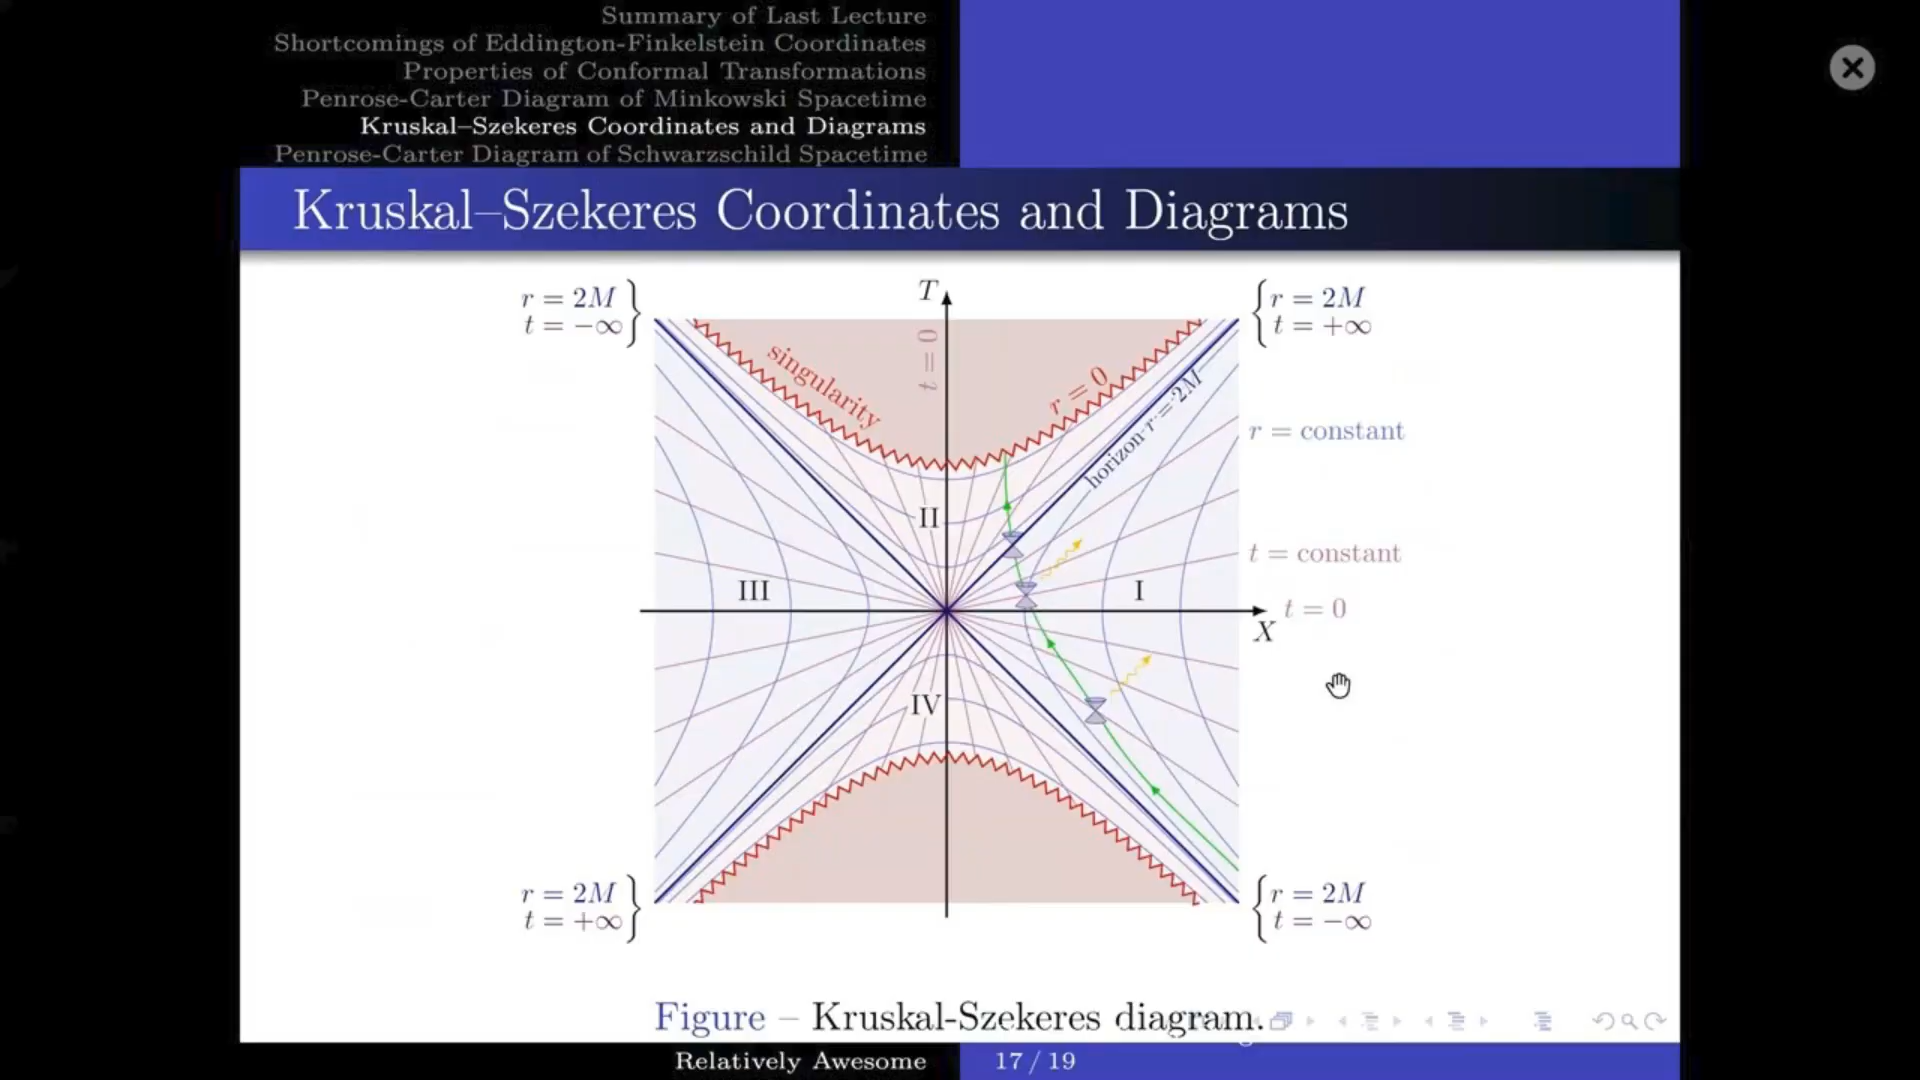 Summary of Last Lecture
Shortcomings of Eddington-Finkelstein Coordinates
Properties of Conformal Transformations
Penrose-Carter Diagram of Minkowski Spacetime
Kruskal–Szekeres Coordinates and Diagrams
Penrose-Carter Diagram of Schwarzschild Spacetime
Kruskal–Szekeres Coordinates and Diagrams
r = 2M
t = −∞
T
r = 2M
t = +∞
t = 0
singularity
r = 0
horizon r = 2M
r = constant
II
t = constant
III
I
t = 0
X
IV
r = 2M
t = +∞
r = 2M
t = −∞
Figure – Kruskal-Szekeres diagram.
Relatively Awesome
17 / 19